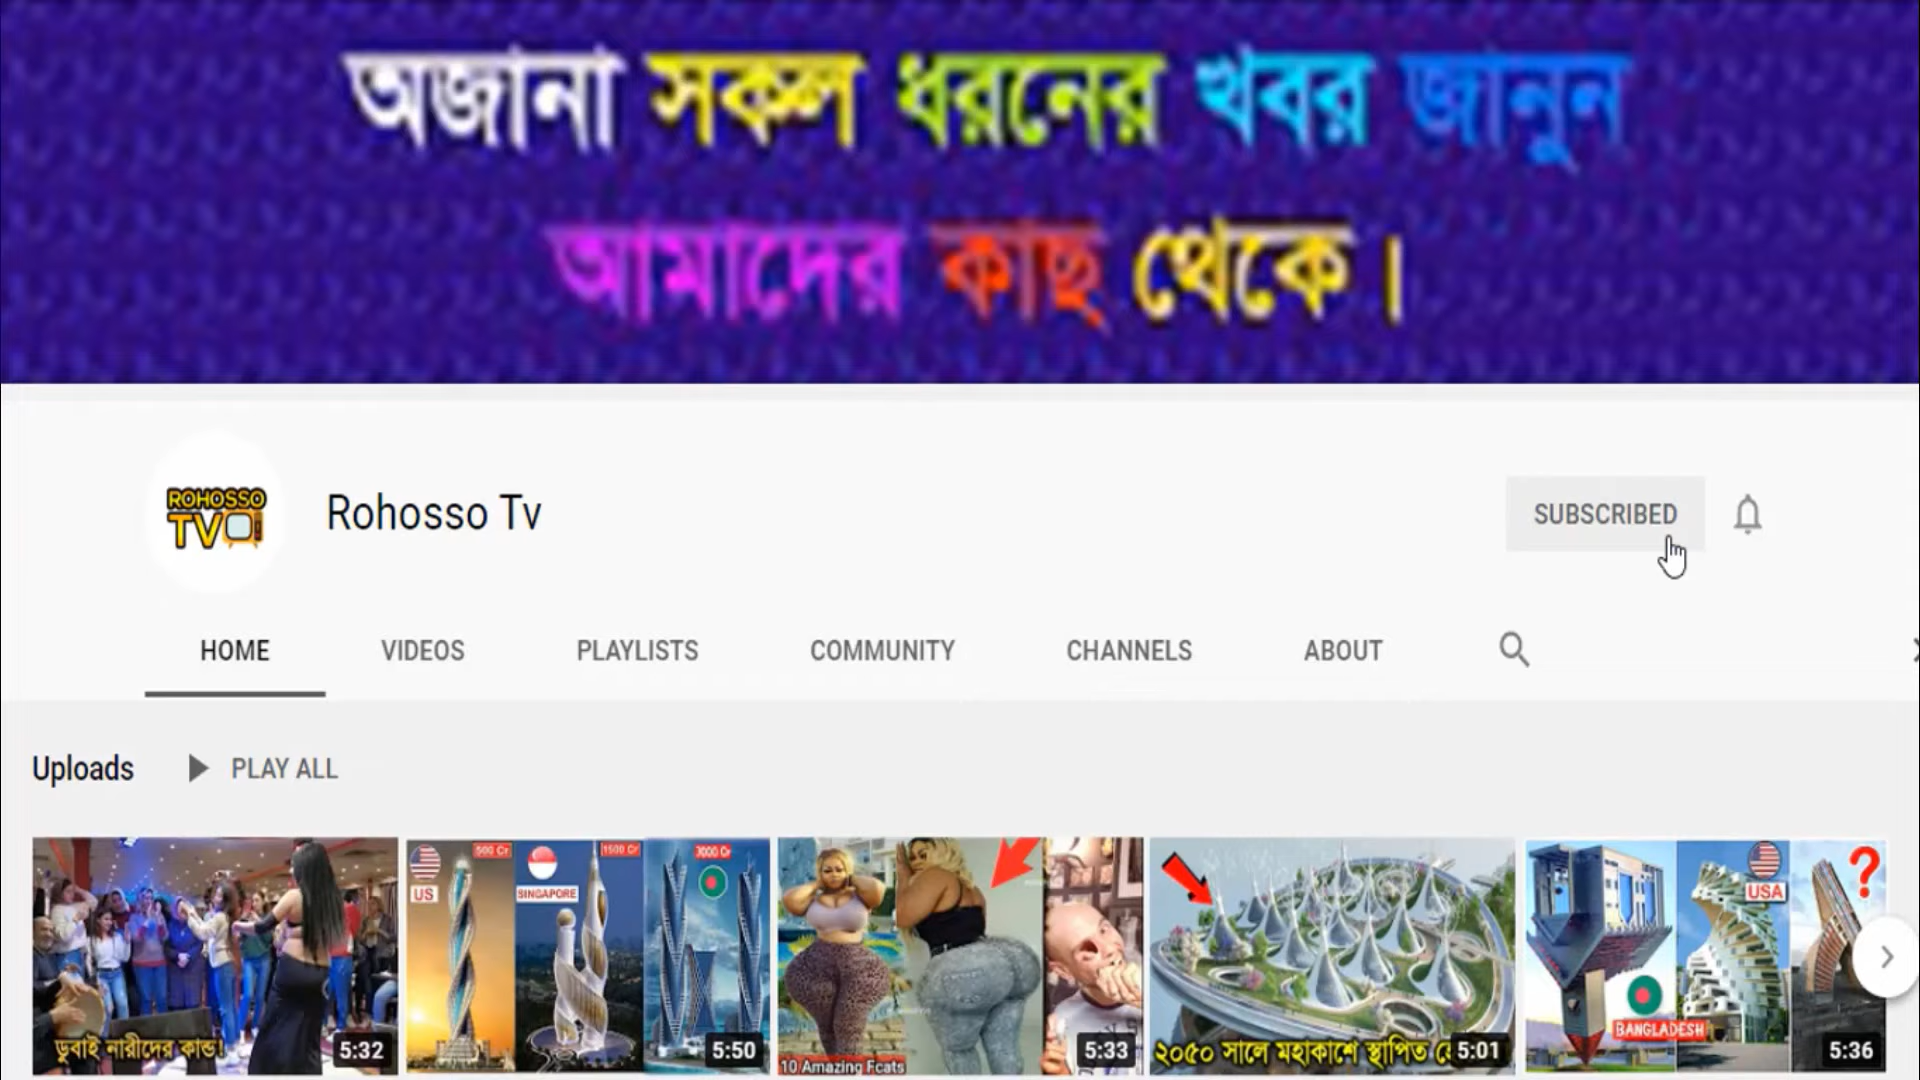 অজানা সকল ধরনের খবর জানুন
আমাদের কাছ থেকে।
ROHOSSO
TV
Rohosso Tv
SUBSCRIBED
HOME VIDEOS PLAYLISTS COMMUNITY CHANNELS ABOUT
Uploads PLAY ALL
500 Cr
US
1500 Cr
SINGAPORE
3000 Cr
USA
?
BANGLADESH
ডুবাই নারীদের কান্ড!
5:32
5:50
10 Amazing Fcats
5:33
২০৫০ সালে মহাকাশে স্থাপিত
5:01
5:36